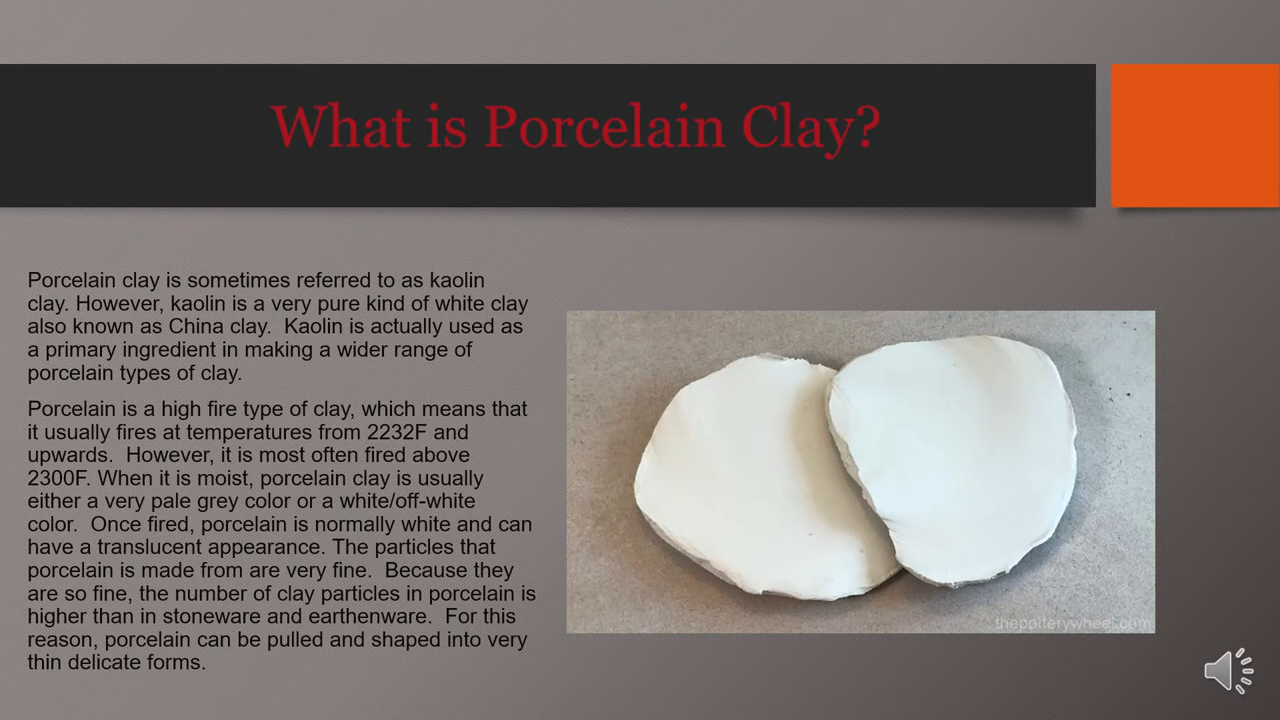 What is Porcelain Clay?
Porcelain clay is sometimes referred to as kaolin
clay. However, kaolin is a very pure kind of white clay
also known as China clay.  Kaolin is actually used as
a primary ingredient in making a wider range of
porcelain types of clay.
Porcelain is a high fire type of clay, which means that
it usually fires at temperatures from 2232F and
upwards.  However, it is most often fired above
2300F. When it is moist, porcelain clay is usually
either a very pale grey color or a white/off-white
color.  Once fired, porcelain is normally white and can
have a translucent appearance. The particles that
porcelain is made from are very fine.  Because they
are so fine, the number of clay particles in porcelain is
higher than in stoneware and earthenware.  For this
reason, porcelain can be pulled and shaped into very
thin delicate forms.
thepotterywheel.com